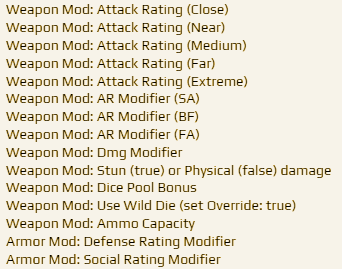 Weapon Mod: Attack Rating (Close)
Weapon Mod: Attack Rating (Near)
Weapon Mod: Attack Rating (Medium)
Weapon Mod: Attack Rating (Far)
Weapon Mod: Attack Rating (Extreme)
Weapon Mod: AR Modifier (SA)
Weapon Mod: AR Modifier (BF)
Weapon Mod: AR Modifier (FA)
Weapon Mod: Dmg Modifier
Weapon Mod: Stun (true) or Physical (false) damage
Weapon Mod: Dice Pool Bonus
Weapon Mod: Use Wild Die (set Override: true)
Weapon Mod: Ammo Capacity
Armor Mod: Defense Rating Modifier
Armor Mod: Social Rating Modifier